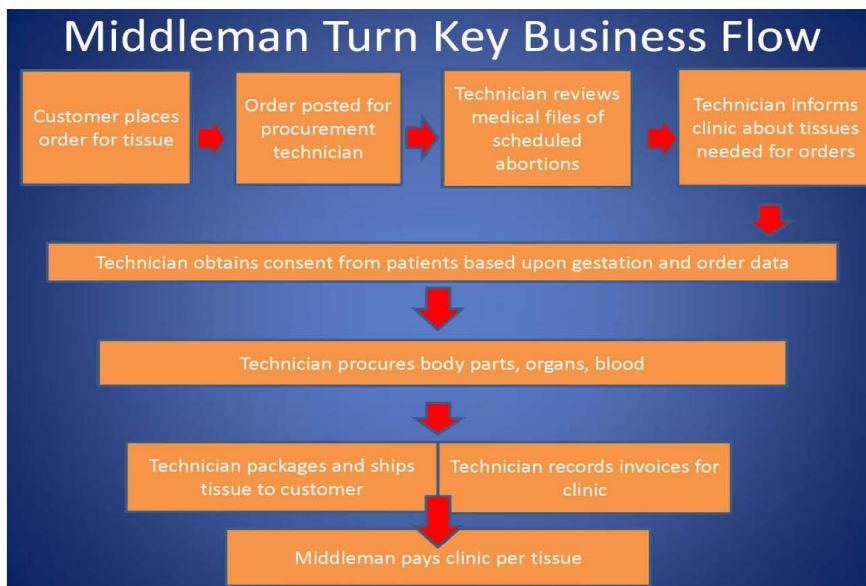 Middleman Turn Key Business Flow
Customer places
order for tissue
Order posted for
procurement
technician
Technician reviews
medical files of
scheduled
abortions
Technician informs
clinic about tissues
needed for orders
Technician obtains consent from patients based upon gestation and order data
Technician procures body parts, organs, blood
Technician packages and ships
tissue to customer
Technician records invoices for
clinic
Middleman pays clinic per tissue